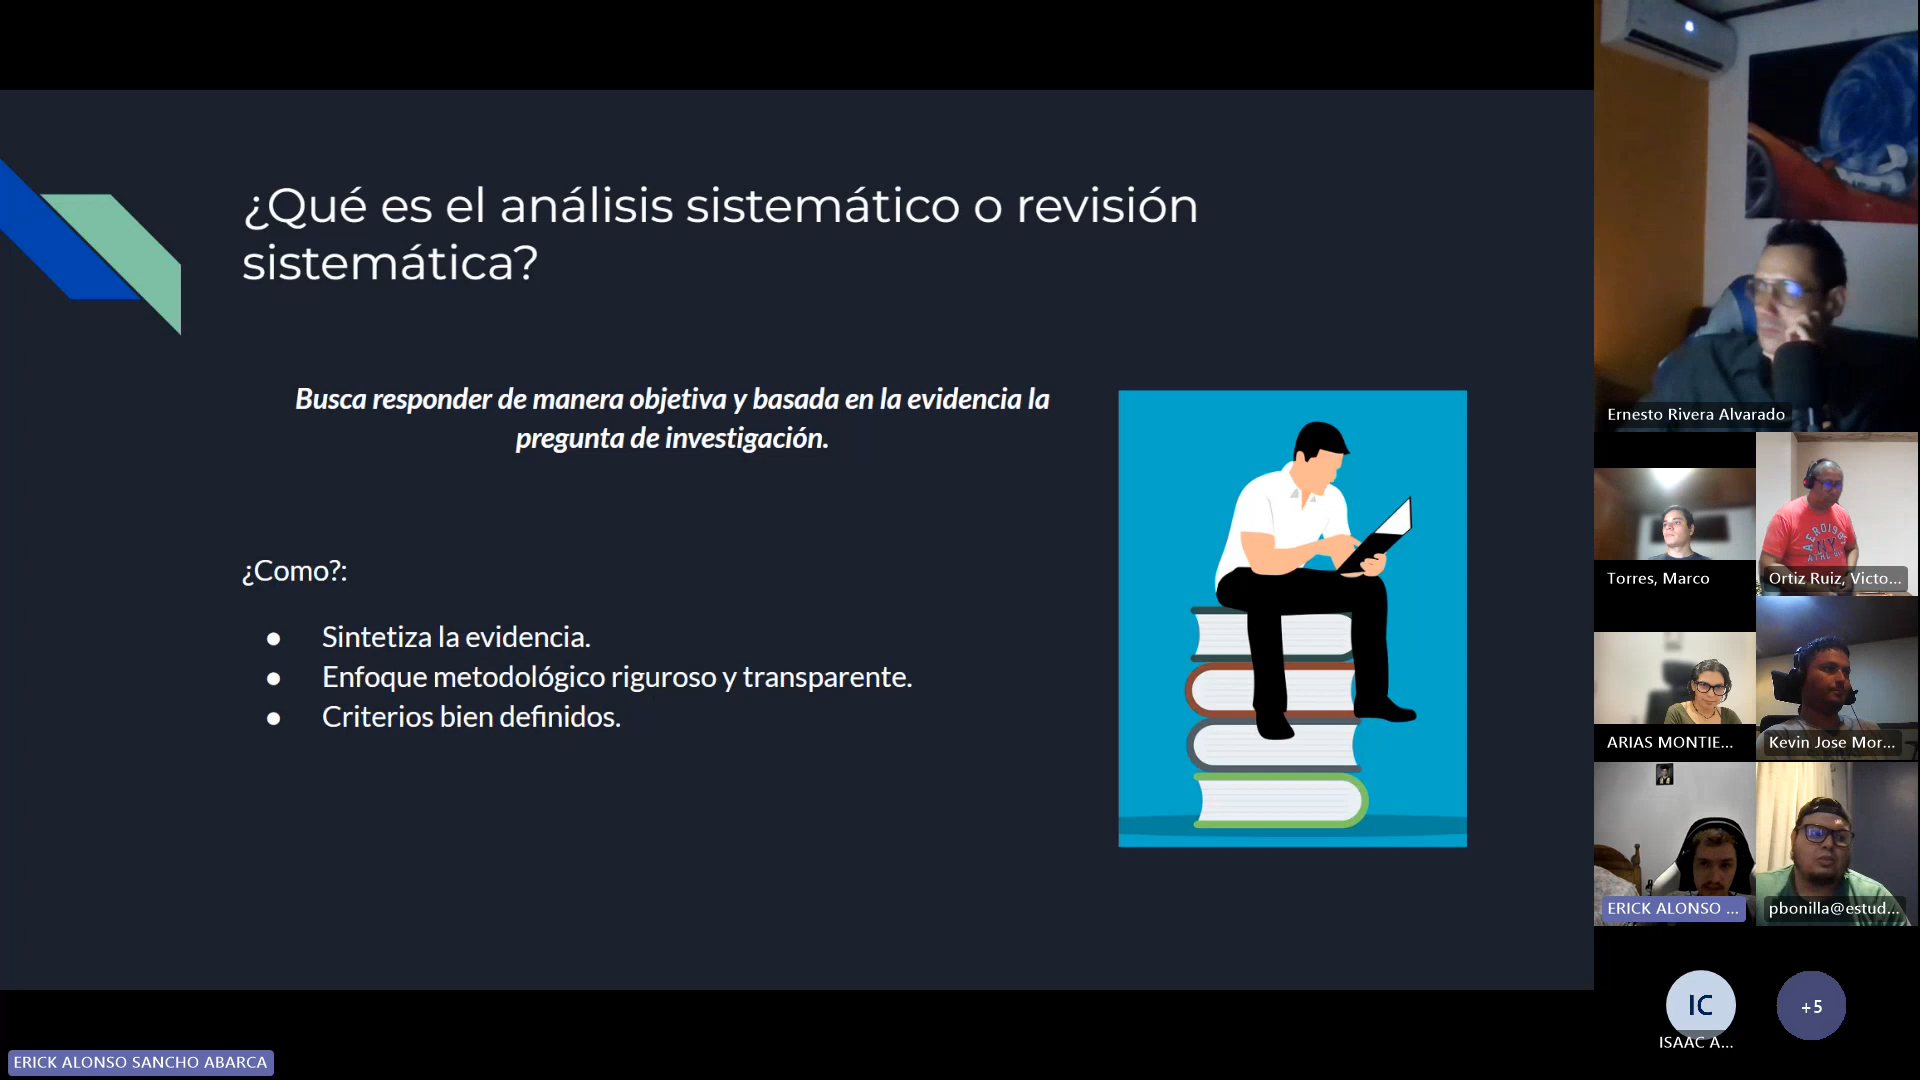 ¿Qué es el análisis sistemático o revisión
sistemática?
Busca responder de manera objetiva y basada en la evidencia la
pregunta de investigación.
¿Como?:
● Sintetiza la evidencia.
● Enfoque metodológico riguroso y transparente.
● Criterios bien definidos.
ERICK ALONSO SANCHO ABARCA
Ernesto Rivera Alvarado
Torres, Marco
Ortiz Ruiz, Victo...
AERO1985
NY
ARIAS MONTIE...
Kevin Jose Mor...
ERICK ALONSO ...
pbonilla@estud...
IC
+5
ISAAC A...